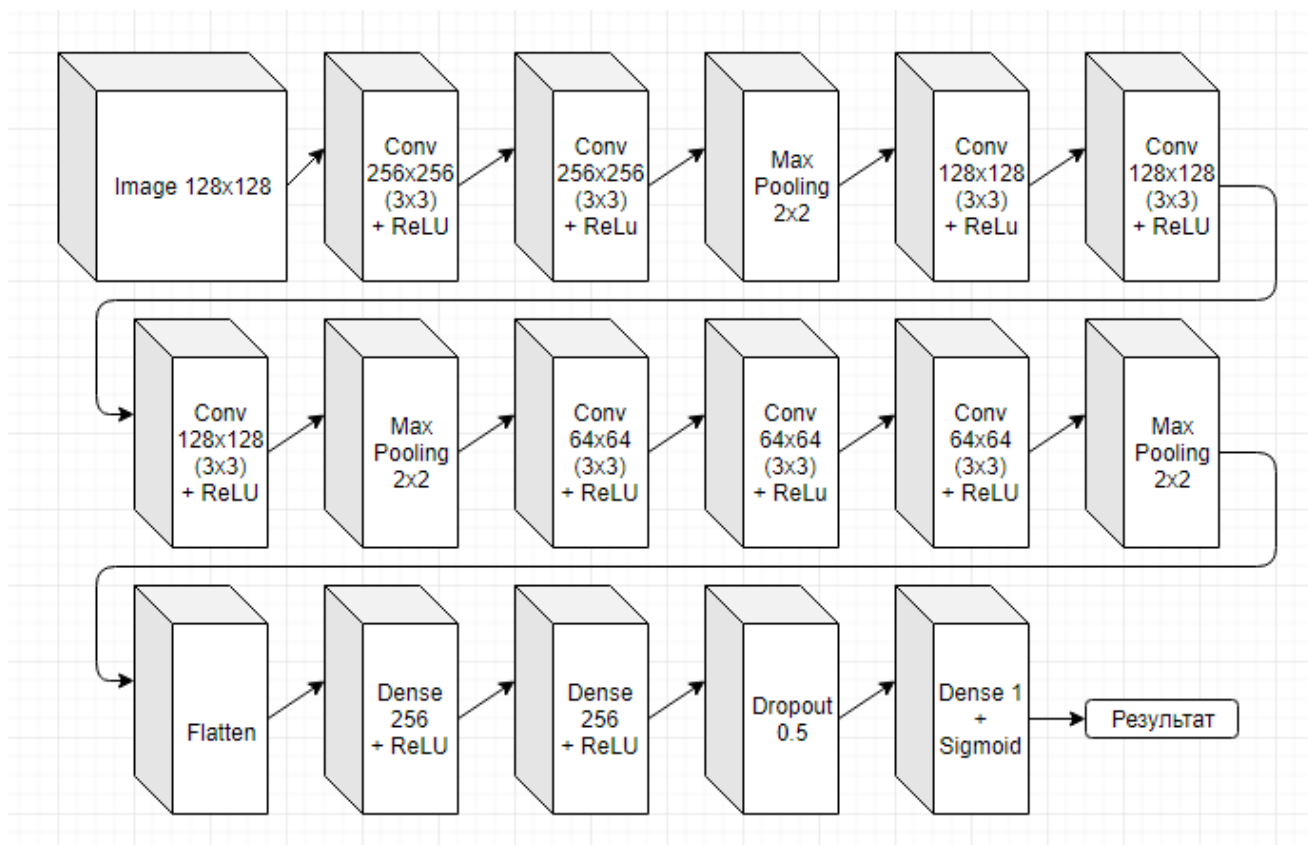 Image 128x128
Conv
256x256
(3x3)
+ ReLU
Conv
256x256
(3x3)
+ ReLu
Max
Pooling
2x2
Conv
128x128
(3x3)
+ ReLu
Conv
128x128
(3x3)
+ ReLU
Conv
128x128
(3x3)
+ ReLU
Max
Pooling
2x2
Conv
64x64
(3x3)
+ ReLU
Conv
64x64
(3x3)
+ ReLu
Conv
64x64
(3x3)
+ ReLU
Max
Pooling
2x2
Flatten
Dense
256
+ ReLU
Dense
256
+ ReLU
Dropout
0.5
Dense 1
+
Sigmoid
Результат